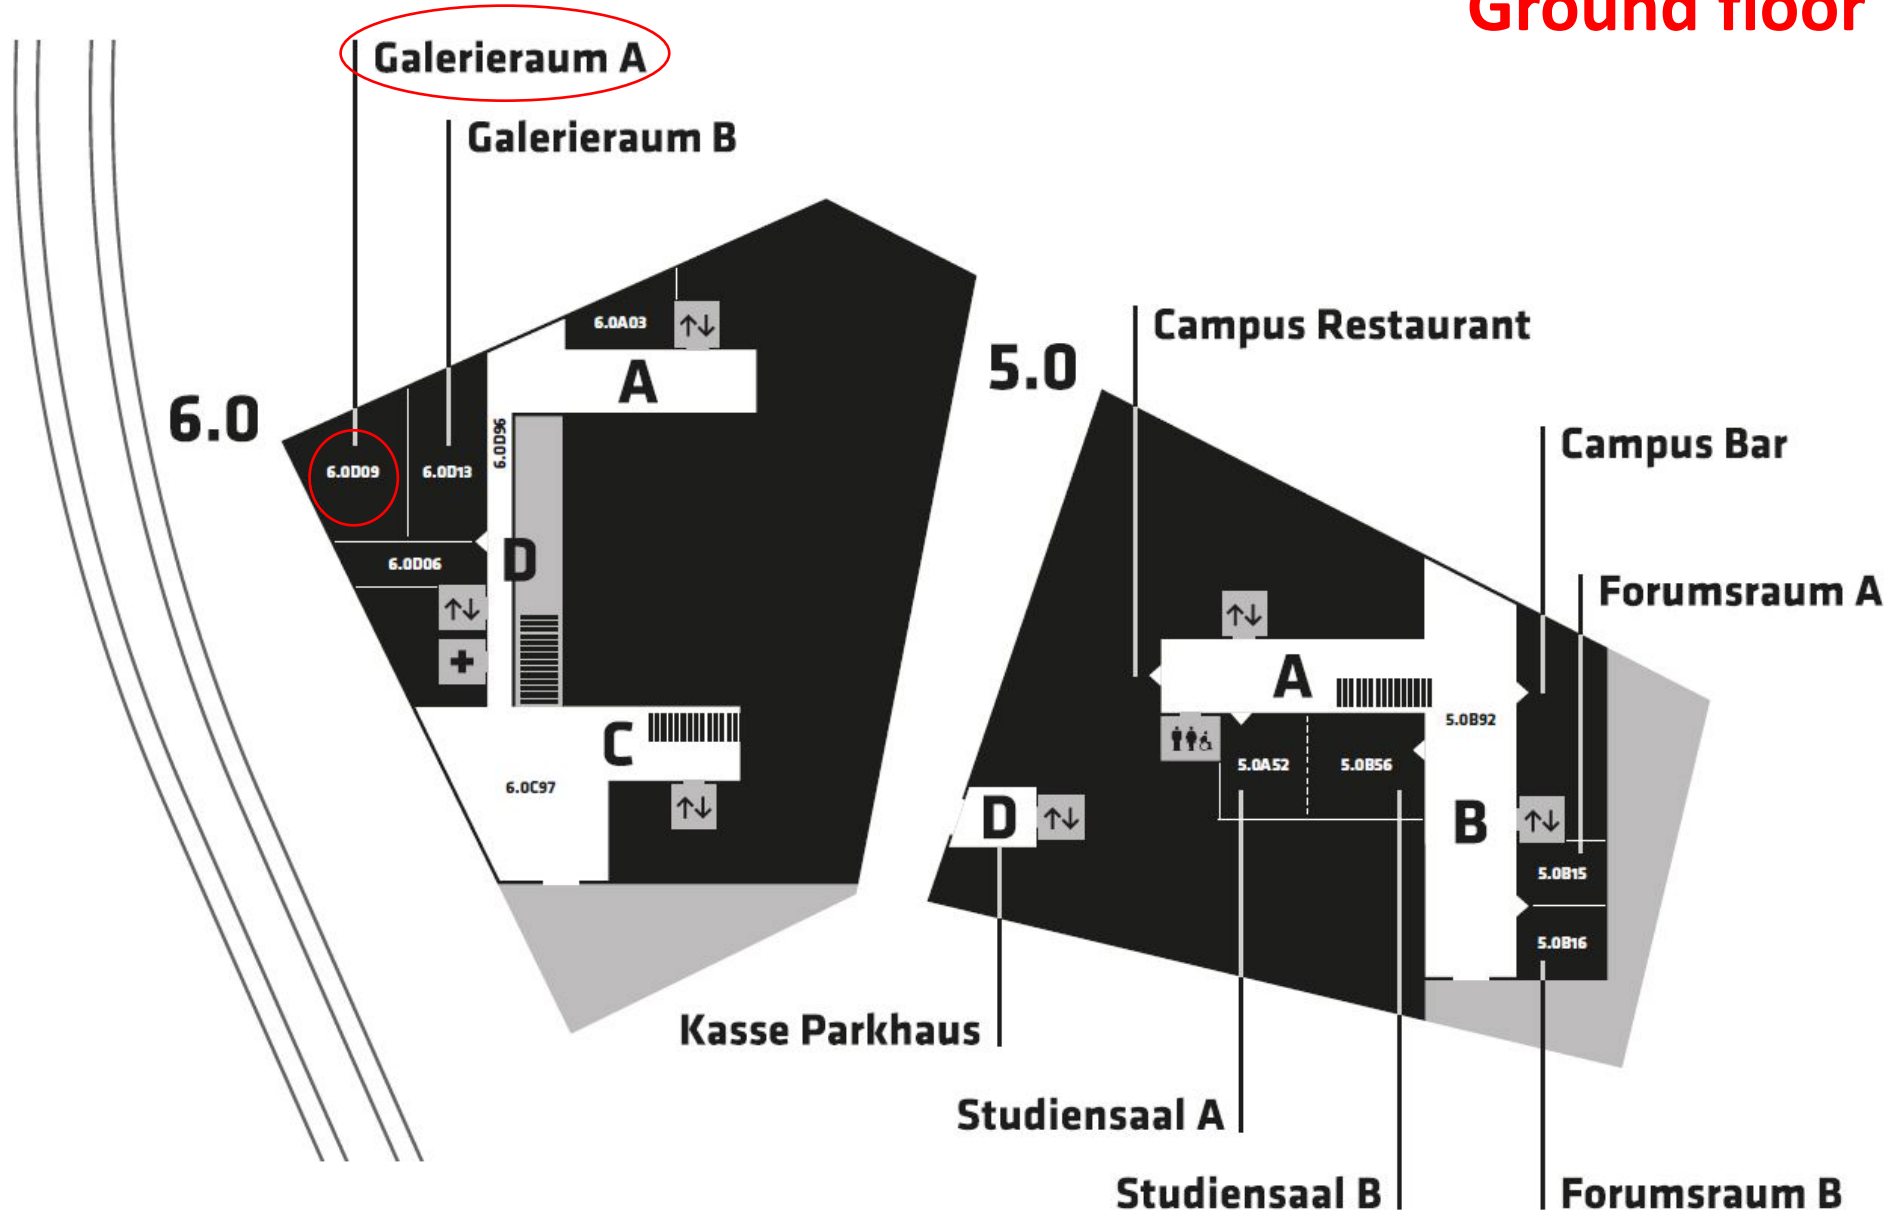 Ground floor
Galerieraum A
Galerieraum B
6.0
6.0A03
A
6.0D96
6.0D09
6.0D13
D
6.0D06
C
6.0C97
5.0
Campus Restaurant
Campus Bar
Forumsraum A
A
5.0B92
5.0A52
5.0B56
D
B
5.0B15
5.0B16
Kasse Parkhaus
Studiensaal A
Studiensaal B
Forumsraum B